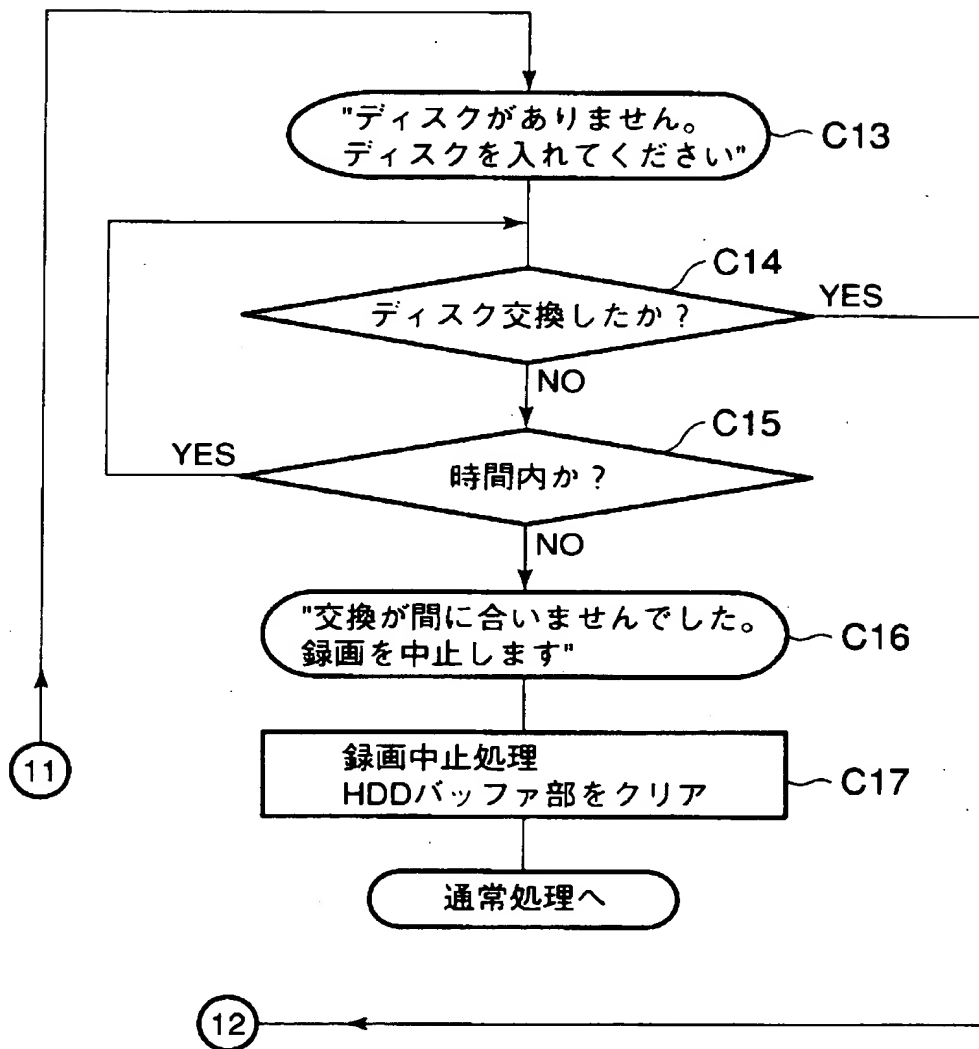 "ディスクがありません。
ディスクを入れてください"
C13
C14
ディスク交換したか?
YES
NO
C15
YES
時間内か?
NO
"交換が間に合いませんでした。
録画を中止します"
C16
11
録画中止処理
HDDバッファ部をクリア
C17
通常処理へ
12